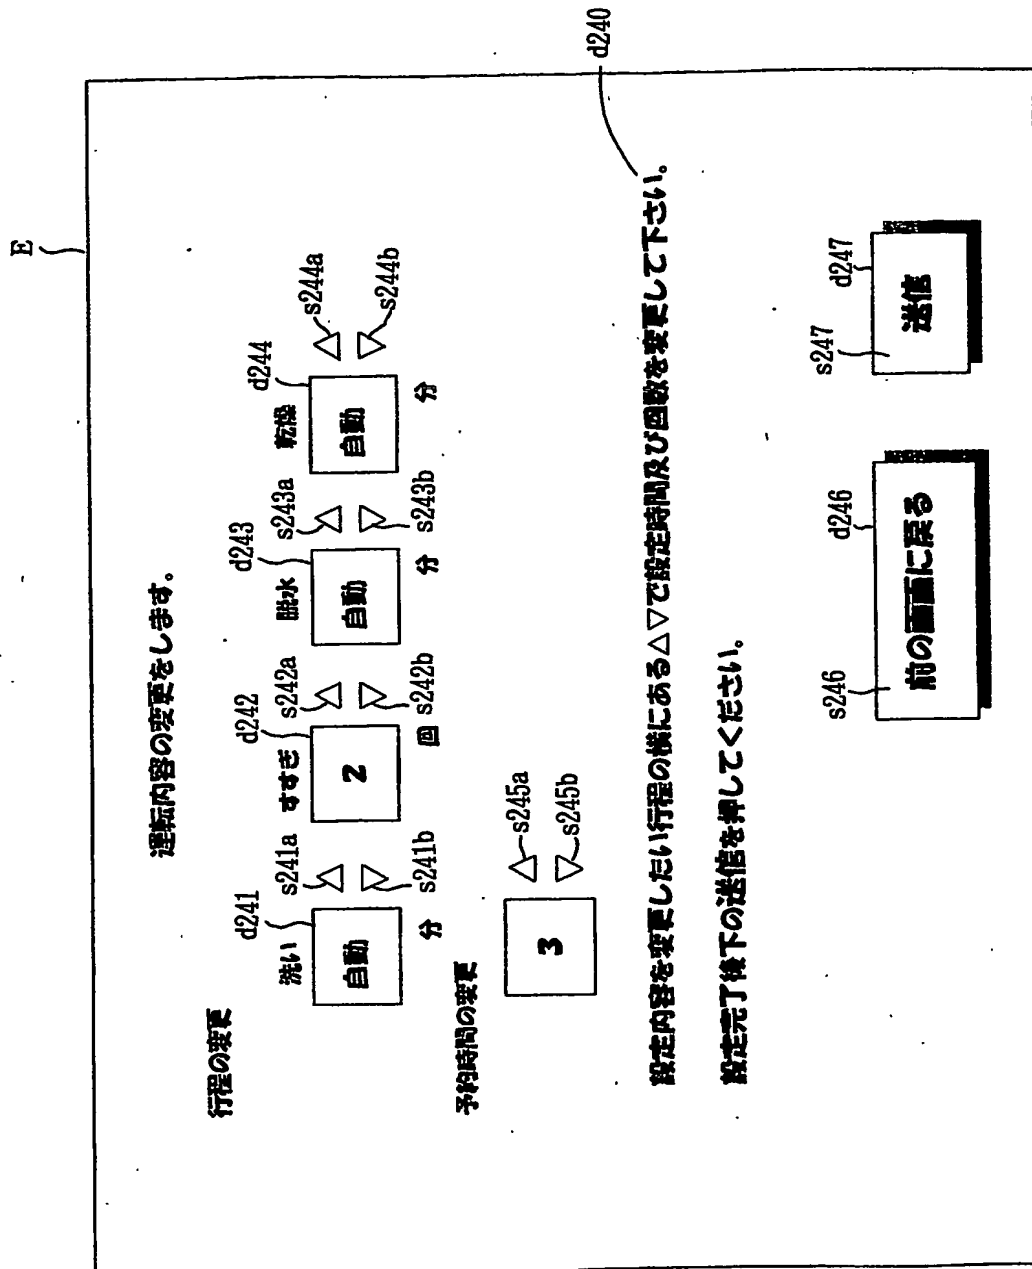 E
運転内容の変更をします。
行程の変更
d241 d242 d243 d244
洗い すすぎ 脱水 乾燥
s241a s242a s243a s244a
自動 2 自動 自動
△ △ △ △
▽ ▽ ▽ ▽
s241b s242b s243b s244b
分 回 分 分
予約時間の変更
3
△ s245a
▽ s245b
設定内容を変更したい行程の横にある△▽で設定時間及び回数を変更して下さい。
d240
設定完了後下の送信を押してください。
s246 d246 s247 d247
前の画面に戻る 送信